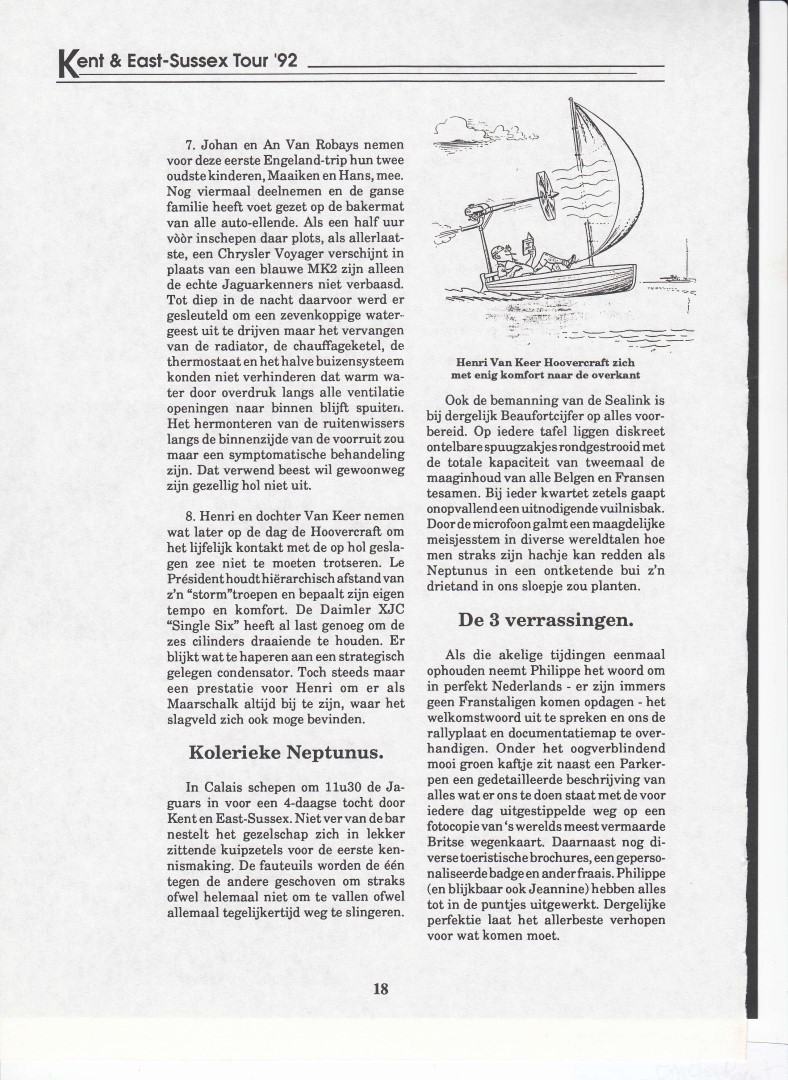 Kent & East-Sussex Tour '92
7. Johan en An Van Robays nemen
voor deze eerste Engeland-trip hun twee
oudste kinderen, Maaiken en Hans, mee.
Nog viermaal deelnemen en de ganse
familie heeft voet gezet op de bakermat
van alle auto-ellende. Als een half uur
vòòr inschepen daar plots, als allerlaat-
ste, een Chrysler Voyager verschijnt in
plaats van een blauwe MK2 zijn alleen
de echte Jaguarkenners niet verbaasd.
Tot diep in de nacht daarvoor werd er
gesleuteld om een zevenkoppige water-
geest uit te drijven maar het vervangen
van de radiator, de chauffageketel, de
thermostaat en het halve buizensysteem
konden niet verhinderen dat warm wa-
ter door overdruk langs alle ventilatie
openingen naar binnen blijft spuiten.
Het hermonteren van de ruitenwissers
langs de binnenzijde van de voorruit zou
maar een symptomatische behandeling
zijn. Dat verwend beest wil gewoonweg
zijn gezellig hol niet uit.
8. Henri en dochter Van Keer nemen
wat later op de dag de Hoovercraft om
het lijfelijk kontakt met de op hol gesla-
gen zee niet te moeten trotseren. Le
Président houdt hiërarchisch afstand van
z'n "storm"troepen en bepaalt zijn eigen
tempo en komfort. De Daimler XJC
"Single Six" heeft al last genoeg om de
zes cilinders draaiende te houden. Er
blijkt wat te haperen aan een strategisch
gelegen condensator. Toch steeds maar
een prestatie voor Henri om er als
Maarschalk altijd bij te zijn, waar het
slagveld zich ook moge bevinden.
Kolerieke Neptunus.
In Calais schepen om 11u30 de Ja-
guars in voor een 4-daagse tocht door
Kent en East-Sussex. Niet ver van de bar
nestelt het gezelschap zich in lekker
zittende kuipzetels voor de eerste ken-
nismaking. De fauteuils worden de één
tegen de andere geschoven om straks
ofwel helemaal niet om te vallen ofwel
allemaal tegelijkertijd weg te slingeren.
Henri Van Keer Hoovercraft zich
met enig komfort naar de overkant
Ook de bemanning van de Sealink is
bij dergelijk Beaufortcijfer op alles voor-
bereid. Op iedere tafel liggen diskreet
ontelbare spuugzakjes rondgestrooid met
de totale kapaciteit van tweemaal de
maaginhoud van alle Belgen en Fransen
tesamen. Bij ieder kwartet zetels gaapt
onopvallend een uitnodigende vuilnisbak.
Door de microfoon galmt een maagdelijke
meisjesstem in diverse wereldtalen hoe
men straks zijn hachje kan redden als
Neptunus in een ontketende bui z'n
drietand in ons sloepje zou planten.
De 3 verrassingen.
Als die akelige tijdingen eenmaal
ophouden neemt Philippe het woord om
in perfekt Nederlands - er zijn immers
geen Franstaligen komen opdagen - het
welkomstwoord uit te spreken en ons de
rallyplaat en documentatiemap te over-
handigen. Onder het oogverblindend
mooi groen kaftje zit naast een Parker-
pen een gedetailleerde beschrijving van
alles wat er ons te doen staat met de voor
iedere dag uitgestippelde weg op een
fotocopie van 's werelds meest vermaarde
Britse wegenkaart. Daarnaast nog di-
verse toeristische brochures, een geperso-
naliseerde badge en ander fraais. Philippe
(en blijkbaar ook Jeannine) hebben alles
tot in de puntjes uitgewerkt. Dergelijke
perfektie laat het allerbeste verhopen
voor wat komen moet.
18